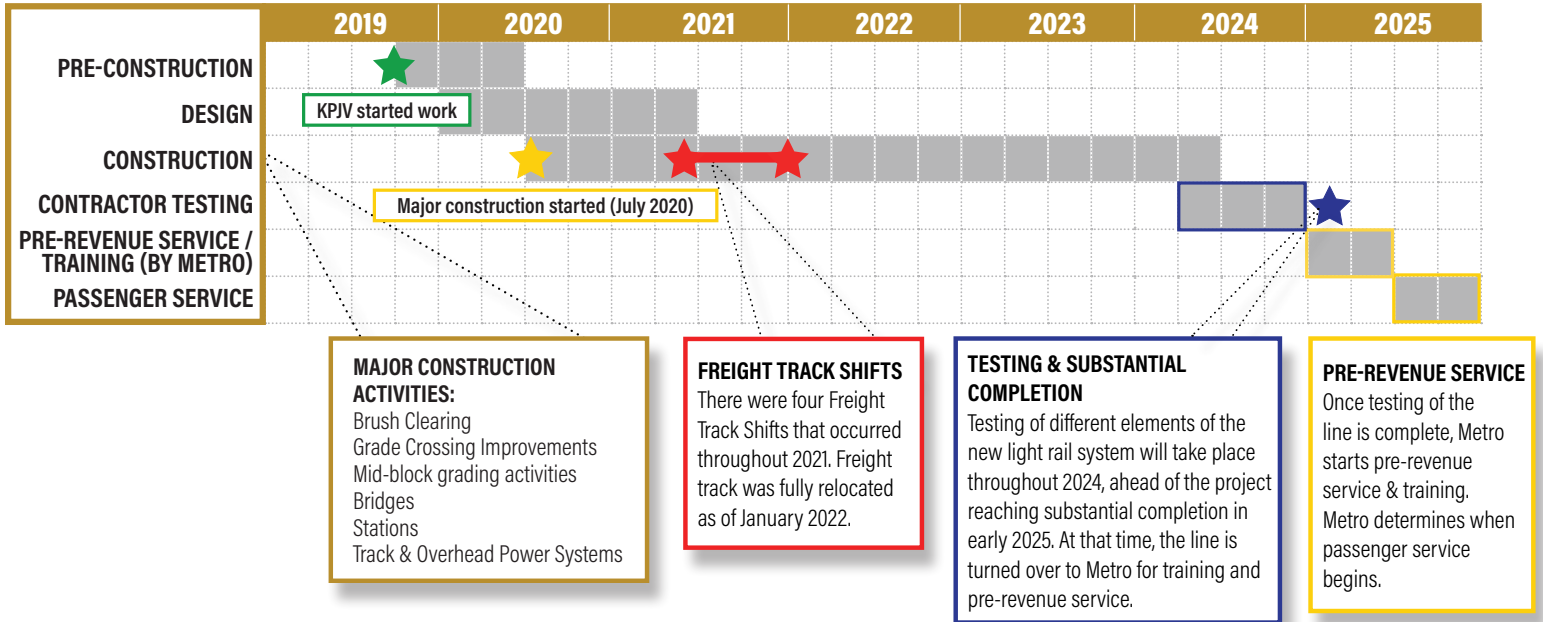 2019 2020 2021 2022 2023 2024 2025
PRE-CONSTRUCTION
DESIGN
KPJV started work
CONSTRUCTION
CONTRACTOR TESTING
Major construction started (July 2020)
PRE-REVENUE SERVICE /
TRAINING (BY METRO)
PASSENGER SERVICE
MAJOR CONSTRUCTION
ACTIVITIES:
Brush Clearing
Grade Crossing Improvements
Mid-block grading activities
Bridges
Stations
Track & Overhead Power Systems
FREIGHT TRACK SHIFTS
There were four Freight
Track Shifts that occurred
throughout 2021. Freight
track was fully relocated
as of January 2022.
TESTING & SUBSTANTIAL
COMPLETION
Testing of different elements of the
new light rail system will take place
throughout 2024, ahead of the project
reaching substantial completion in
early 2025. At that time, the line is
turned over to Metro for training and
pre-revenue service.
PRE-REVENUE SERVICE
Once testing of the
line is complete, Metro
starts pre-revenue
service & training.
Metro determines when
passenger service
begins.